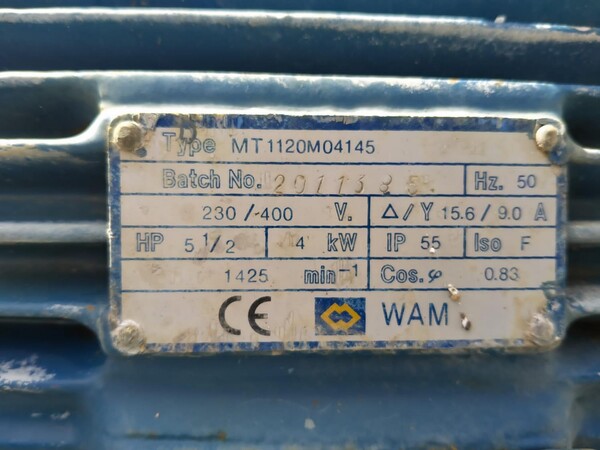 Type MT1120M04145
Batch No. Hz. 50
230/-400 V. Δ/Y 15.6/9.0 A
HP 5 1/2 4 kW IP 55 Iso F
1425 min⁻¹ Cos.φ 0.83
CE WAM